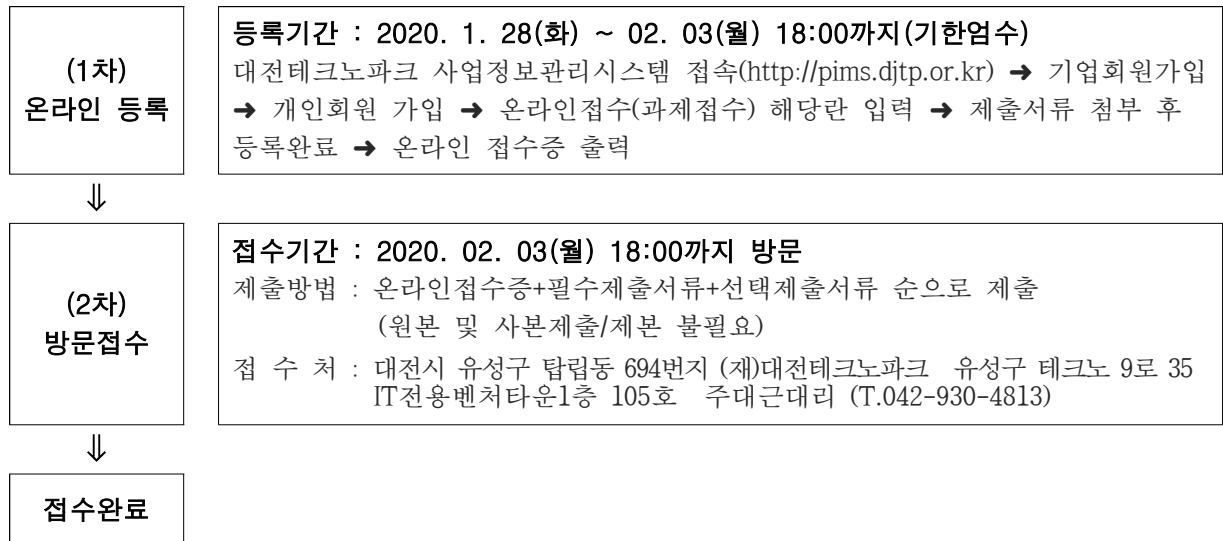 (1차)
온라인 등록
등록기간 : 2020. 1. 28(화) ~ 02. 03(월) 18:00까지(기한엄수)
대전테크노파크 사업정보관리시스템 접속(http://pims.djtp.or.kr) ➜ 기업회원가입
➜ 개인회원 가입 ➜ 온라인접수(과제접수) 해당란 입력 ➜ 제출서류 첨부 후
등록완료 ➜ 온라인 접수증 출력
⇓
(2차)
방문접수
접수기간 : 2020. 02. 03(월) 18:00까지 방문
제출방법 : 온라인접수증+필수제출서류+선택제출서류 순으로 제출
(원본 및 사본제출/제본 불필요)
접 수 처 : 대전시 유성구 탑립동 694번지 (재)대전테크노파크 유성구 테크노 9로 35
IT전용벤처타운1층 105호 주대근대리 (T.042-930-4813)
⇓
접수완료